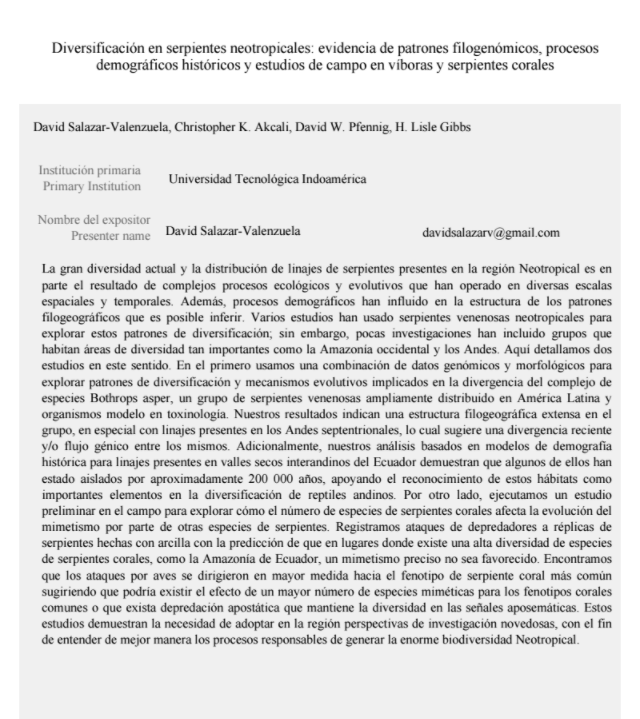 Diversificación en serpientes neotropicales: evidencia de patrones filogenómicos, procesos
demográficos históricos y estudios de campo en víboras y serpientes corales
David Salazar-Valenzuela, Christopher K. Akcali, David W. Pfennig, H. Lisle Gibbs
Institución primaria
Primary Institution
Universidad Tecnológica Indoamérica
Nombre del expositor
Presenter name
David Salazar-Valenzuela
davidsalazarv@gmail.com
La gran diversidad actual y la distribución de linajes de serpientes presentes en la región Neotropical es en
parte el resultado de complejos procesos ecológicos y evolutivos que han operado en diversas escalas
espaciales y temporales. Además, procesos demográficos han influido en la estructura de los patrones
filogeográficos que es posible inferir. Varios estudios han usado serpientes venenosas neotropicales para
explorar estos patrones de diversificación; sin embargo, pocas investigaciones han incluido grupos que
habitan áreas de diversidad tan importantes como la Amazonía occidental y los Andes. Aquí detallamos dos
estudios en este sentido. En el primero usamos una combinación de datos genómicos y morfológicos para
explorar patrones de diversificación y mecanismos evolutivos implicados en la divergencia del complejo de
especies Bothrops asper, un grupo de serpientes venenosas ampliamente distribuido en América Latina y
organismos modelo en toxinología. Nuestros resultados indican una estructura filogeográfica extensa en el
grupo, en especial con linajes presentes en los Andes septentrionales, lo cual sugiere una divergencia reciente
y/o flujo génico entre los mismos. Adicionalmente, nuestros análisis basados en modelos de demografía
histórica para linajes presentes en valles secos interandinos del Ecuador demuestran que algunos de ellos han
estado aislados por aproximadamente 200 000 años, apoyando el reconocimiento de estos hábitats como
importantes elementos en la diversificación de reptiles andinos. Por otro lado, ejecutamos un estudio
preliminar en el campo para explorar cómo el número de especies de serpientes corales afecta la evolución del
mimetismo por parte de otras especies de serpientes. Registramos ataques de depredadores a réplicas de
serpientes hechas con arcilla con la predicción de que en lugares donde existe una alta diversidad de especies
de serpientes corales, como la Amazonía de Ecuador, un mimetismo preciso no sea favorecido. Encontramos
que los ataques por aves se dirigieron en mayor medida hacia el fenotipo de serpiente coral más común
sugiriendo que podría existir el efecto de un mayor número de especies miméticas para los fenotipos corales
comunes o que exista depredación apostática que mantiene la diversidad en las señales aposemáticas. Estos
estudios demuestran la necesidad de adoptar en la región perspectivas de investigación novedosas, con el fin
de entender de mejor manera los procesos responsables de generar la enorme biodiversidad Neotropical.